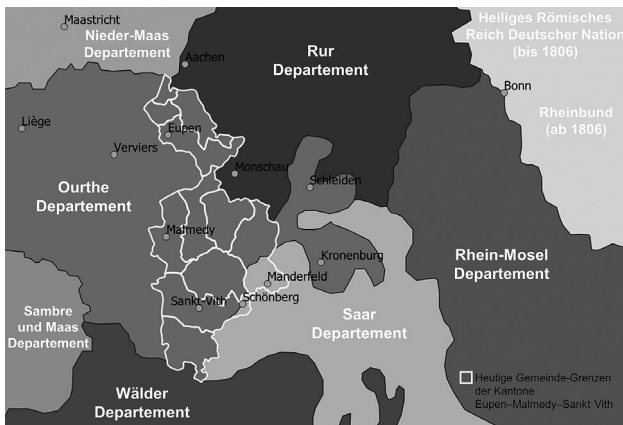 Maastricht
Nieder-Maas
Departement
Aachen
Rur
Departement
Heiliges Römisches
Reich Deutscher Nation
(bis 1806)
Bonn
Rheinbund
(ab 1806)
Liège
Eupen
Verviers
Monschau
Schleiden
Ourthe
Departement
Malmedy
Kronenburg
Rhein-Mosel
Departement
Manderfeld
Sankt-Vith
Schönberg
Sambre
und Maas
Departement
Saar
Departement
Wälder
Departement
Heutige Gemeinde-Grenzen
der Kantone
Eupen–Malmedy–Sankt Vith